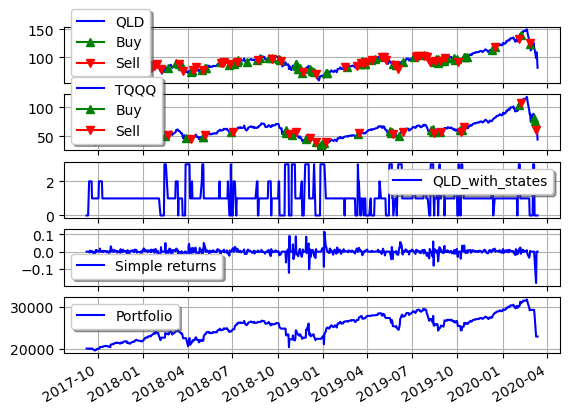 QLD
Buy
Sell
150
100
TQQQ
Buy
Sell
100
50
QLD_with_states
2
0
0.1
0.0
−0.1
Simple returns
Portfolio
30000
20000
2017-10
2018-01
2018-04
2018-07
2018-10
2019-01
2019-04
2019-07
2019-10
2020-01
2020-04